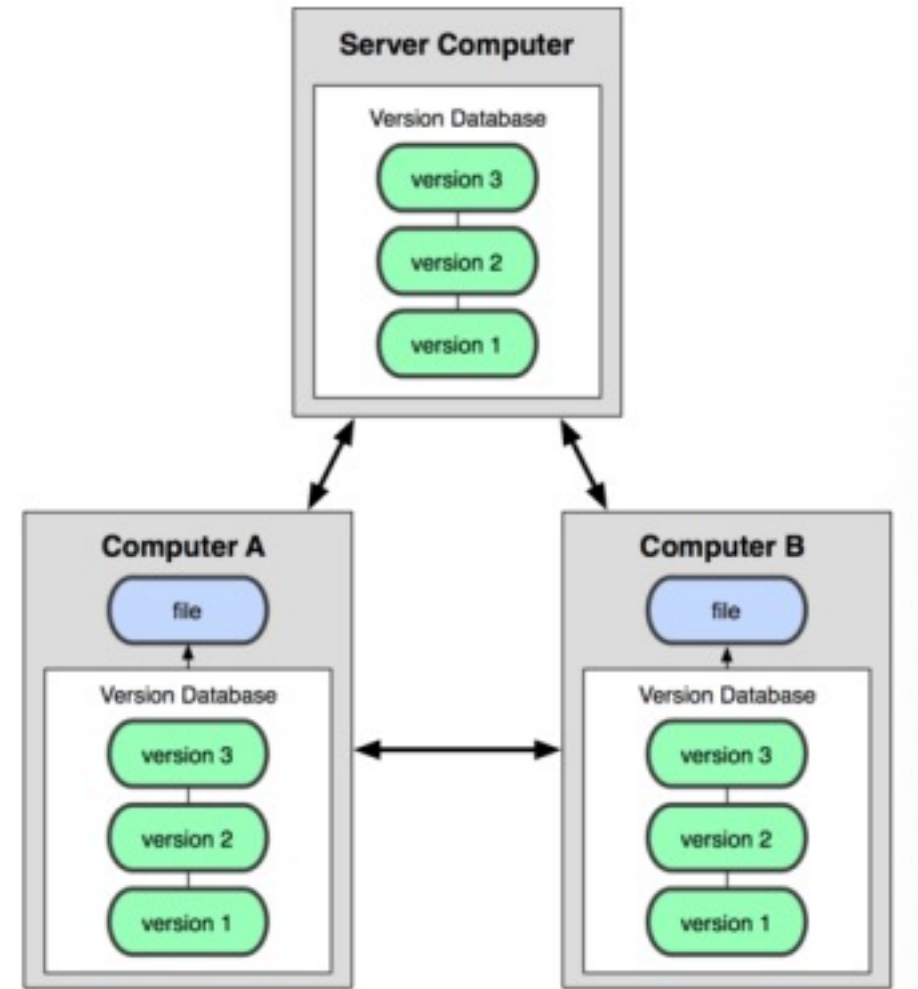 Server Computer
Version Database
version 3
version 2
version 1
Computer A
file
Version Database
version 3
version 2
version 1
Computer B
file
Version Database
version 3
version 2
version 1